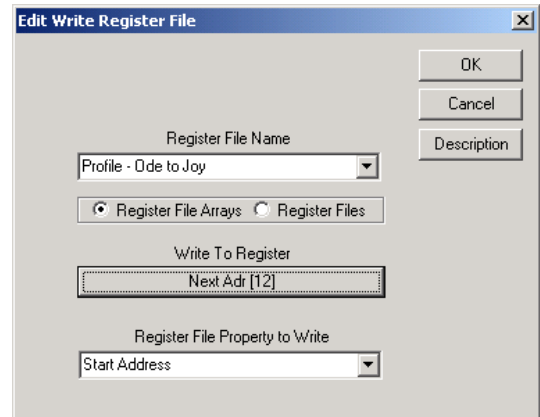 Edit Write Register File
OK
Cancel
Description
Register File Name
Profile - Ode to Joy
Register File Arrays Register Files
Write To Register
Next Adr [12]
Register File Property to Write
Start Address